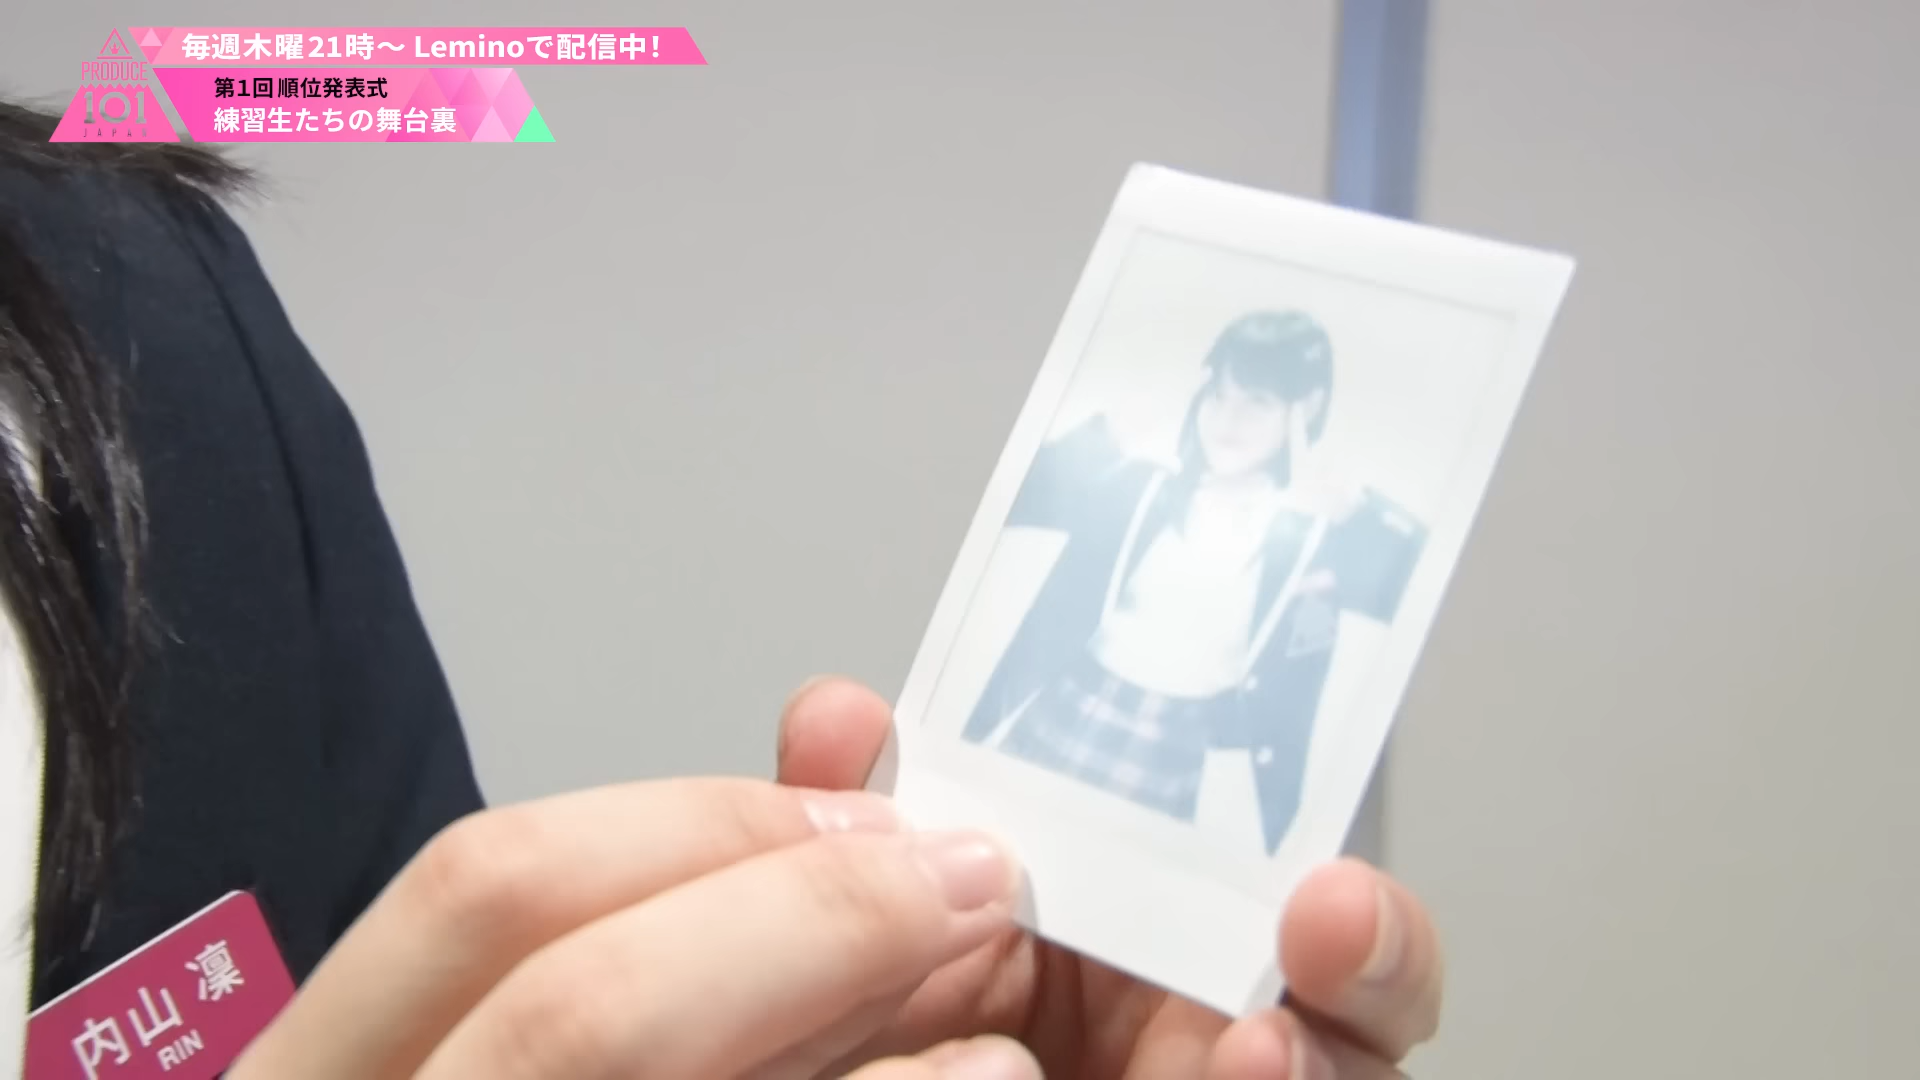 毎週木曜21時～ Leminoで配信中！
PRODUCE
101
JAPAN
第1回順位発表式
練習生たちの舞台裏
内山 凜
RIN